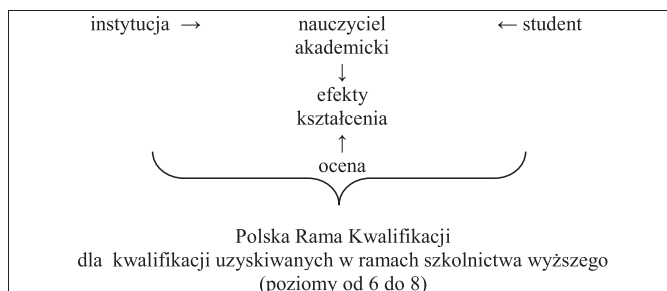 instytucja → nauczyciel ← student
akademicki
↓
efekty
kształcenia
↑
ocena
Polska Rama Kwalifikacji
dla kwalifikacji uzyskiwanych w ramach szkolnictwa wyższego
(poziomy od 6 do 8)